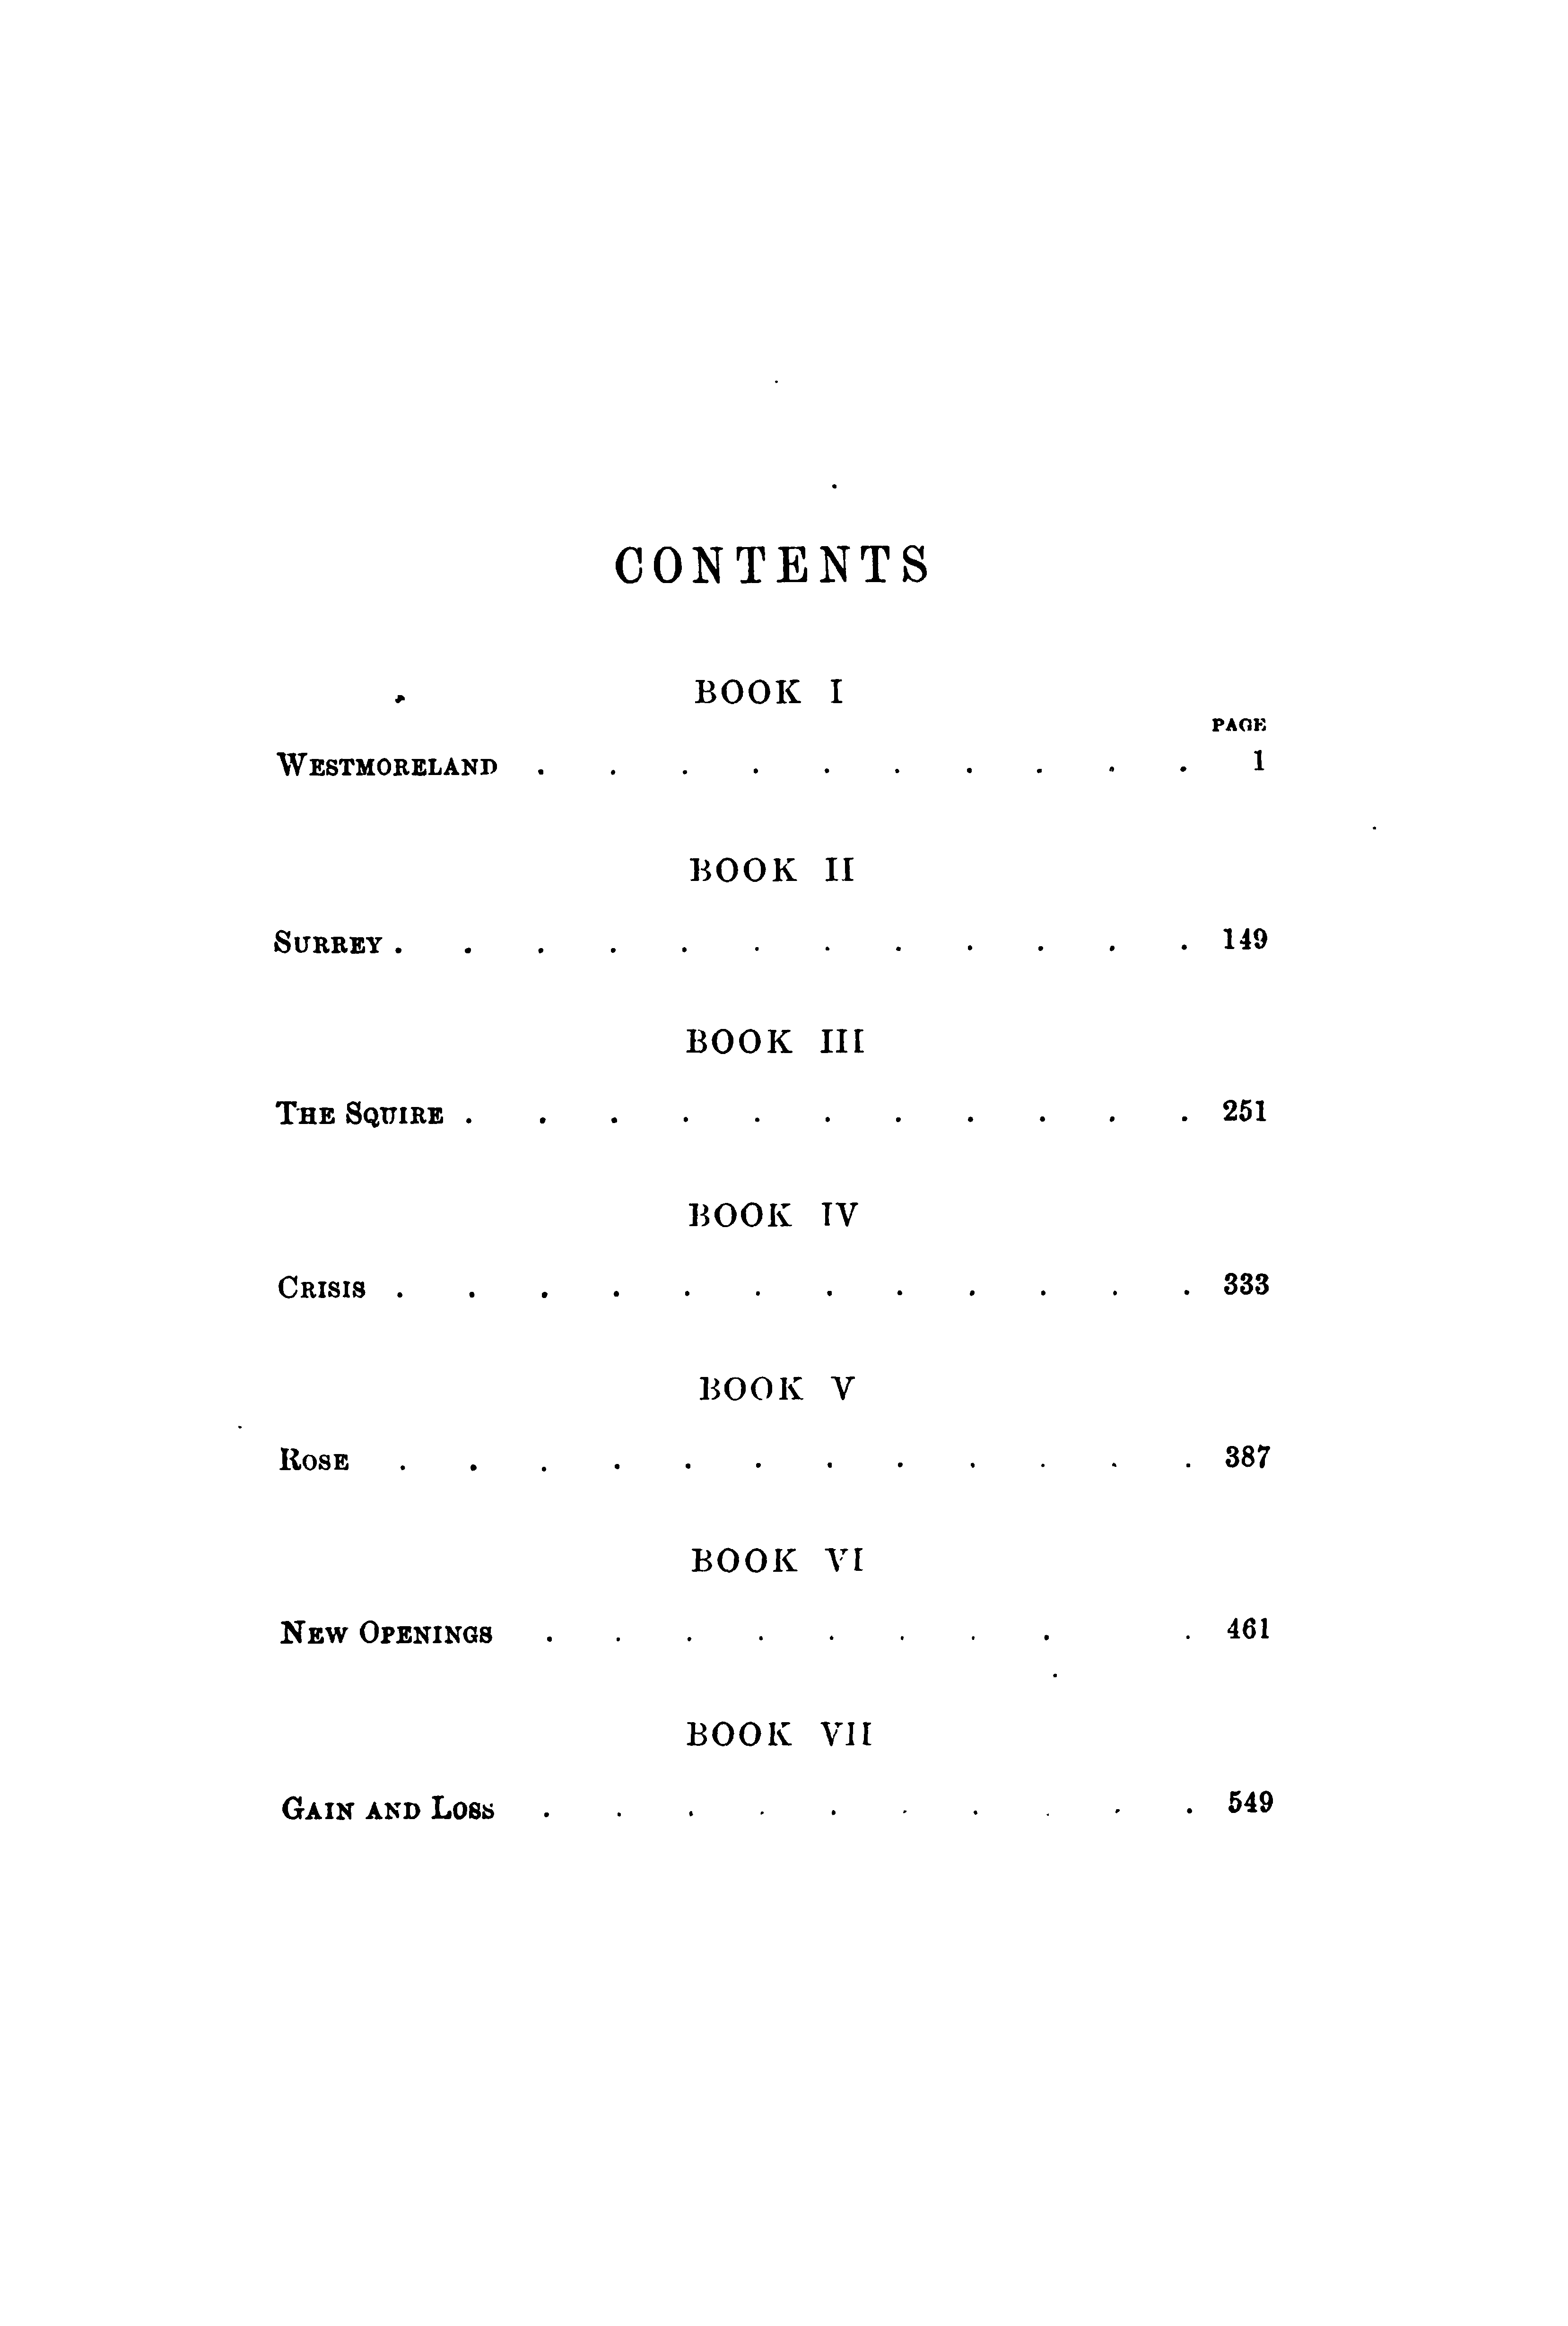 CONTENTS
BOOK I
PAGE
WESTMORELAND . . . . . . . . . . 1
BOOK II
SURREY . . . . . . . . . . . . 149
BOOK III
THE SQUIRE . . . . . . . . . . . 251
BOOK IV
CRISIS . . . . . . . . . . . . 333
BOOK V
ROSE . . . . . . . . . . . . 387
BOOK VI
NEW OPENINGS . . . . . . . . . 461
BOOK VII
GAIN AND LOSS . . . . . . . . . . 549